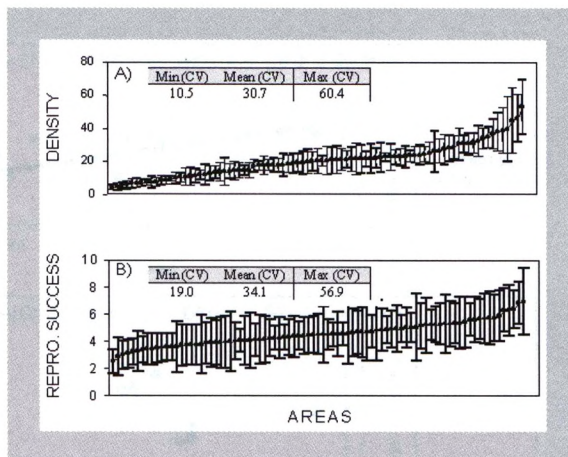 A)
Min (CV) Mean (CV) Max (CV)
10.5 30.7 60.4
DENSITY
80
60
40
20
0
B)
Min (CV) Mean (CV) Max (CV)
19.0 34.1 56.9
REPRO. SUCCESS
10
8
6
4
2
0
AREAS